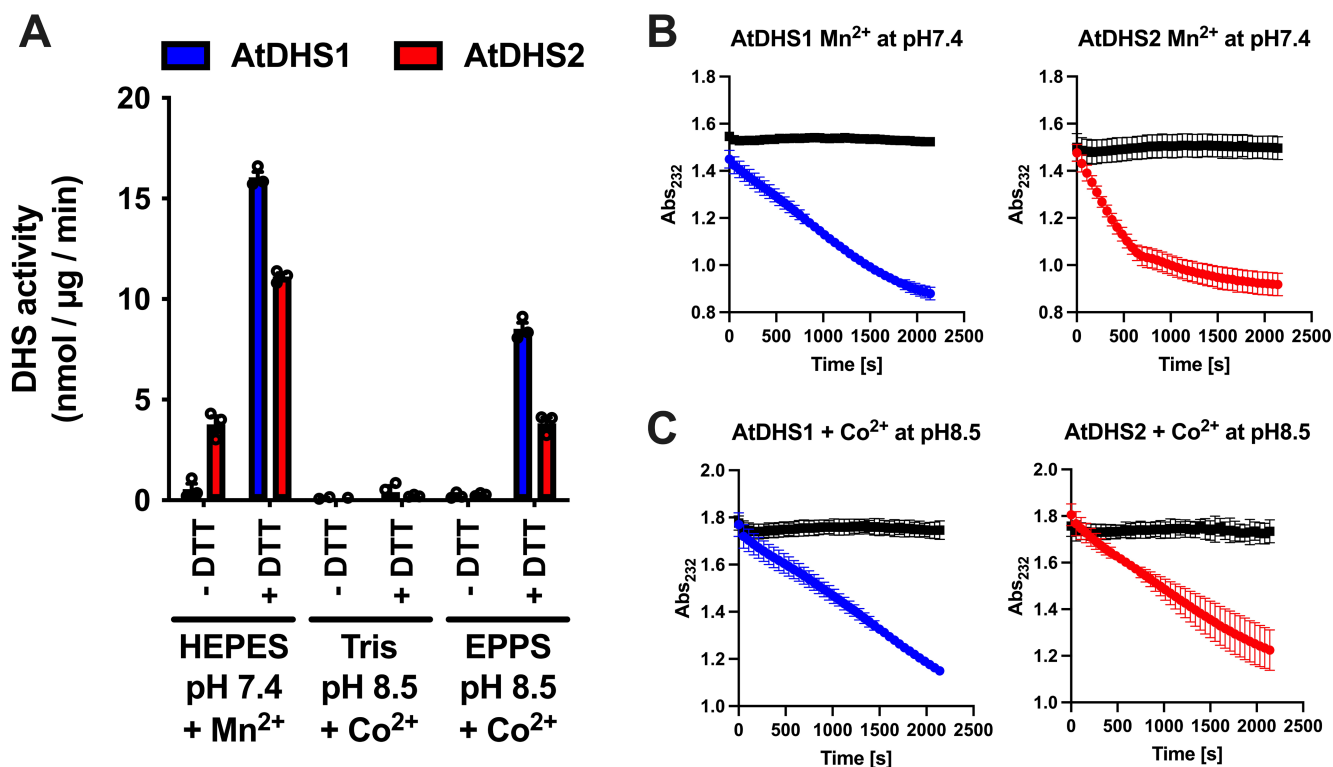 A
AtDHS1
AtDHS2
DHS activity
(nmol / µg / min)
20
15
10
5
0
- DTT
+ DTT
- DTT
+ DTT
- DTT
+ DTT
HEPES
pH 7.4
+ Mn²⁺
Tris
pH 8.5
+ Co²⁺
EPPS
pH 8.5
+ Co²⁺
B
AtDHS1 Mn²⁺ at pH7.4
Abs₂₃₂
1.8
1.6
1.4
1.2
1.0
0.8
0 500 1000 1500 2000 2500
Time [s]
AtDHS2 Mn²⁺ at pH7.4
Abs₂₃₂
1.8
1.6
1.4
1.2
1.0
0.8
0 500 1000 1500 2000 2500
Time [s]
C
AtDHS1 + Co²⁺ at pH8.5
Abs₂₃₂
2.0
1.8
1.6
1.4
1.2
1.0
0 500 1000 1500 2000 2500
Time [s]
AtDHS2 + Co²⁺ at pH8.5
Abs₂₃₂
2.0
1.8
1.6
1.4
1.2
1.0
0 500 1000 1500 2000 2500
Time [s]